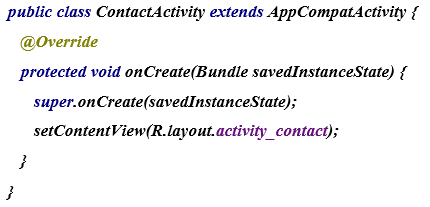 public class ContactActivity extends AppCompatActivity {
@Override
protected void onCreate(Bundle savedInstanceState) {
super.onCreate(savedInstanceState);
setContentView(R.layout.activity_contact);
}
}